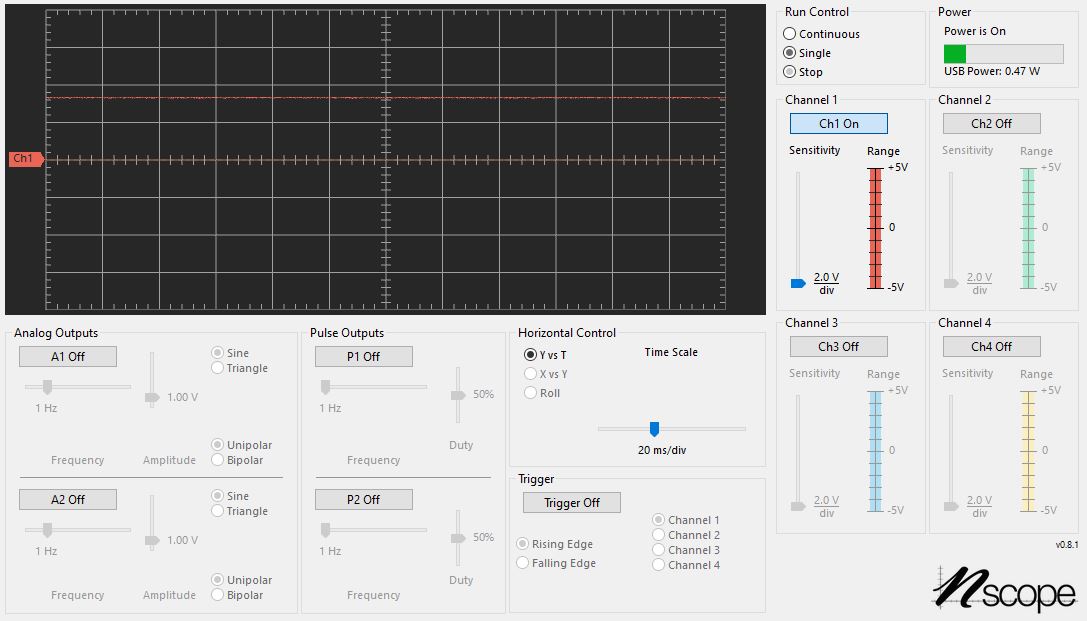 Ch1
Run Control
Continuous
Single
Stop
Power
Power is On
USB Power: 0.47 W
Channel 1
Ch1 On
Sensitivity
Range
+5V
0
-5V
2.0 V
div
Channel 2
Ch2 Off
Sensitivity
Range
+5V
0
-5V
2.0 V
div
Analog Outputs
A1 Off
Sine
Triangle
1 Hz
1.00 V
Unipolar
Bipolar
Frequency
Amplitude
A2 Off
Sine
Triangle
1 Hz
1.00 V
Unipolar
Bipolar
Frequency
Amplitude
Pulse Outputs
P1 Off
1 Hz
50%
Duty
Frequency
P2 Off
1 Hz
50%
Duty
Frequency
Horizontal Control
Y vs T
X vs Y
Roll
Time Scale
20 ms/div
Trigger
Trigger Off
Rising Edge
Falling Edge
Channel 1
Channel 2
Channel 3
Channel 4
Channel 3
Ch3 Off
Sensitivity
Range
+5V
0
-5V
2.0 V
div
Channel 4
Ch4 Off
Sensitivity
Range
+5V
0
-5V
2.0 V
div
v0.8.1
nscope